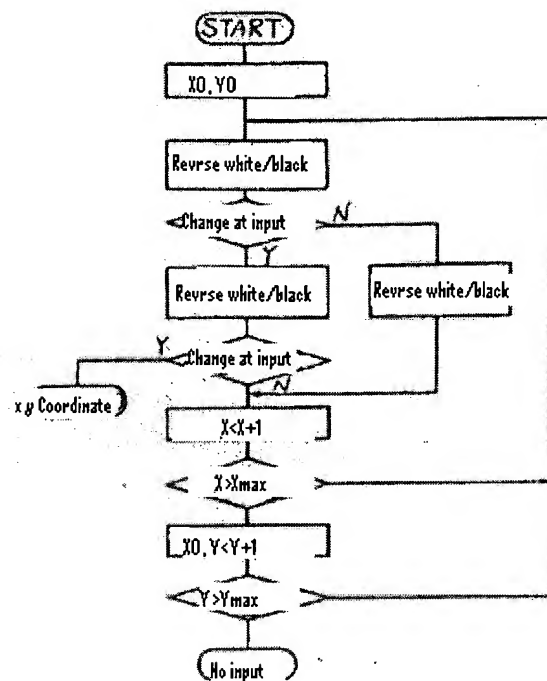 START
X0, Y0
Revrse white/black
Change at input
N
Y
Revrse white/black
Revrse white/black
Y
Change at input
N
x.y Coordinate
X<X+1
X>Xmax
X0, Y<Y+1
Y>Ymax
No input